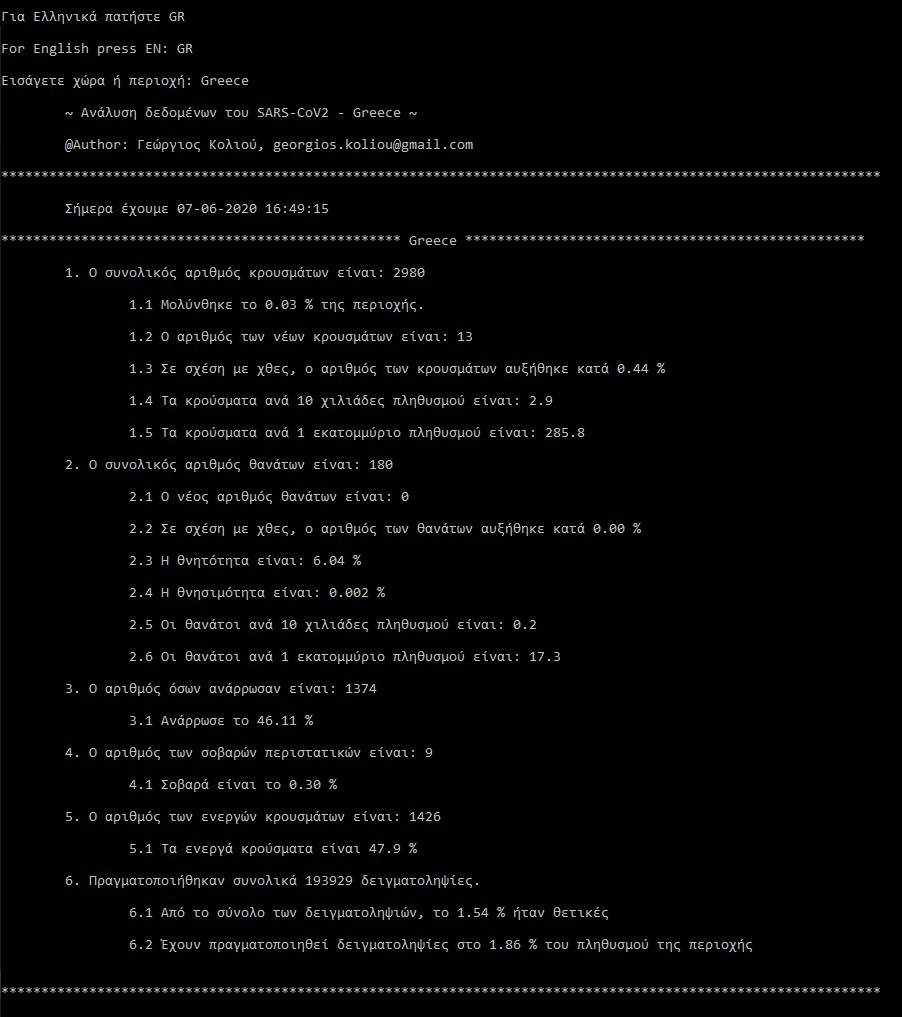 Για Ελληνικά πατήστε GR
For English press EN: GR
Εισάγετε χώρα ή περιοχή: Greece
~ Ανάλυση δεδομένων του SARS-CoV2 - Greece ~
@Author: Γεώργιος Κολιού, georgios.koliou@gmail.com
**************************************************************************************************************
Σήμερα έχουμε 07-06-2020 16:49:15
************************************************** Greece **************************************************
1. Ο συνολικός αριθμός κρουσμάτων είναι: 2980
1.1 Μολύνθηκε το 0.03 % της περιοχής.
1.2 Ο αριθμός των νέων κρουσμάτων είναι: 13
1.3 Σε σχέση με χθες, ο αριθμός των κρουσμάτων αυξήθηκε κατά 0.44 %
1.4 Τα κρούσματα ανά 10 χιλιάδες πληθυσμού είναι: 2.9
1.5 Τα κρούσματα ανά 1 εκατομμύριο πληθυσμού είναι: 285.8
2. Ο συνολικός αριθμός θανάτων είναι: 180
2.1 Ο νέος αριθμός θανάτων είναι: 0
2.2 Σε σχέση με χθες, ο αριθμός των θανάτων αυξήθηκε κατά 0.00 %
2.3 Η θνητότητα είναι: 6.04 %
2.4 Η θνησιμότητα είναι: 0.002 %
2.5 Οι θανάτοι ανά 10 χιλιάδες πληθυσμού είναι: 0.2
2.6 Οι θανάτοι ανά 1 εκατομμύριο πληθυσμού είναι: 17.3
3. Ο αριθμός όσων ανάρρωσαν είναι: 1374
3.1 Ανάρρωσε το 46.11 %
4. Ο αριθμός των σοβαρών περιστατικών είναι: 9
4.1 Σοβαρά είναι το 0.30 %
5. Ο αριθμός των ενεργών κρουσμάτων είναι: 1426
5.1 Τα ενεργά κρούσματα είναι 47.9 %
6. Πραγματοποιήθηκαν συνολικά 193929 δειγματοληψίες.
6.1 Από το σύνολο των δειγματοληψιών, το 1.54 % ήταν θετικές
6.2 Έχουν πραγματοποιηθεί δειγματοληψίες στο 1.86 % του πληθυσμού της περιοχής
**************************************************************************************************************